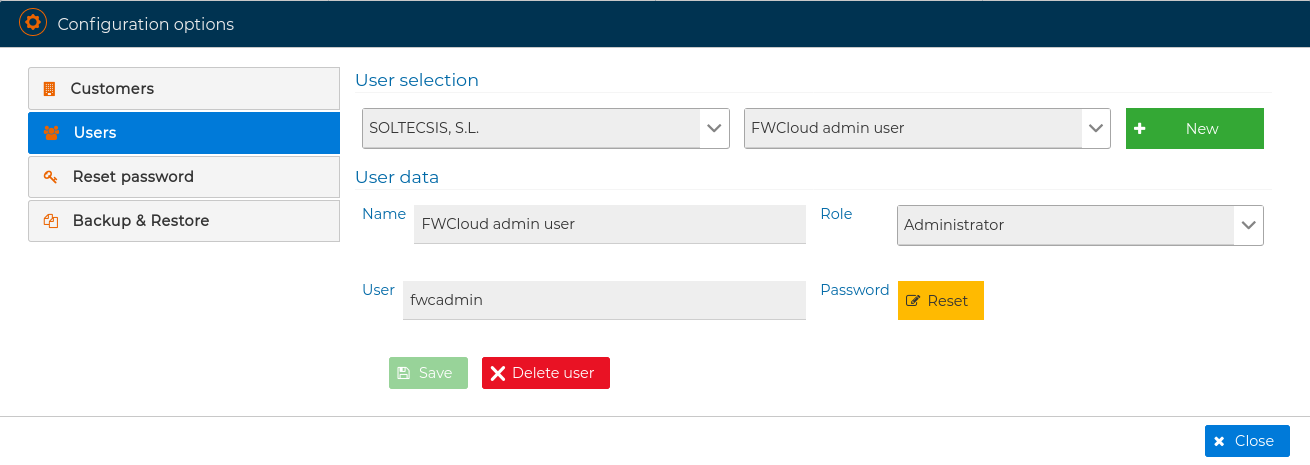 Configuration options
Customers
Users
Reset password
Backup & Restore
User selection
SOLTECSIS, S.L.
FWCloud admin user
New
User data
Name
FWCloud admin user
Role
Administrator
User
fwcadmin
Password
Reset
Save
Delete user
Close